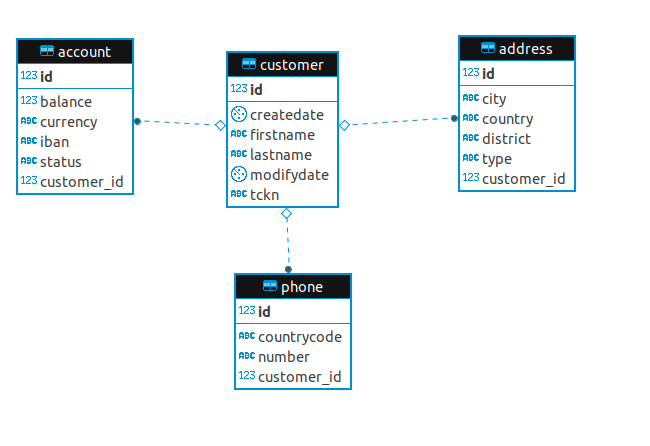 account
123 id
123 balance
ABC currency
ABC iban
ABC status
123 customer_id
customer
123 id
createdate
ABC firstname
ABC lastname
modifydate
ABC tckn
address
123 id
ABC city
ABC country
ABC district
ABC type
123 customer_id
phone
123 id
ABC countrycode
ABC number
123 customer_id